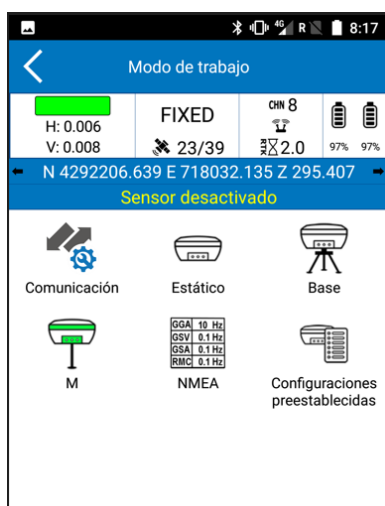 4G R 8:17
Modo de trabajo
H: 0.006
V: 0.008
FIXED
23/39
CHN 8
RTK 2.0
97% 97%
N 4292206.639 E 718032.135 Z 295.407
Sensor desactivado
Comunicación
Estático
Base
M
GGA 10 Hz
GSV 0.1 Hz
GSA 0.1 Hz
RMC 0.1 Hz
NMEA
Configuraciones
preestablecidas